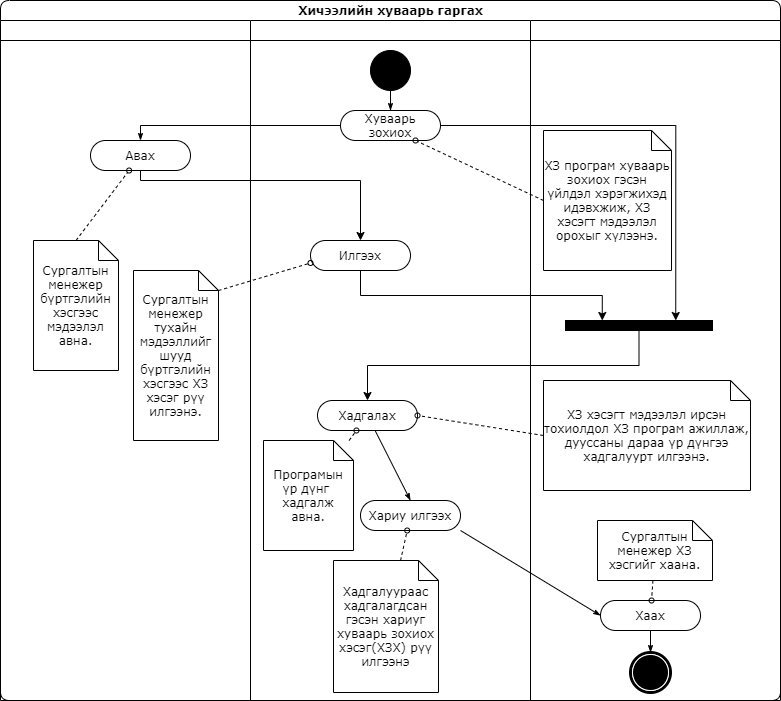 Хичээлийн хуваарь гаргах
Хуваарь
зохиох
Авах
ХЗ програм хуваарь
зохиох гэсэн
үйлдэл хэрэгжихэд
идэвхжиж, ХЗ
хэсэгт мэдээлэл
орохыг хүлээнэ.
Илгээх
Сургалтын
менежер
бүртгэлийн
хэсгээс
мэдээлэл
авна.
Сургалтын
менежер
тухайн
мэдээллийг
шууд
бүртгэлийн
хэсгээс ХЗ
хэсэг рүү
илгээнэ.
Хадгалах
ХЗ хэсэгт мэдээлэл ирсэн
тохиолдол ХЗ програм ажиллаж,
дууссаны дараа үр дүнгээ
хадгалуурт илгээнэ.
Програмын
үр дүнг
хадгалж
авна.
Хариу илгээх
Сургалтын
менежер ХЗ
хэсгийг хаана.
Хадгалуураас
хадгалагдсан
гэсэн хариуг
хуваарь зохиох
хэсэг(ХЗХ) рүү
илгээнэ
Хаах